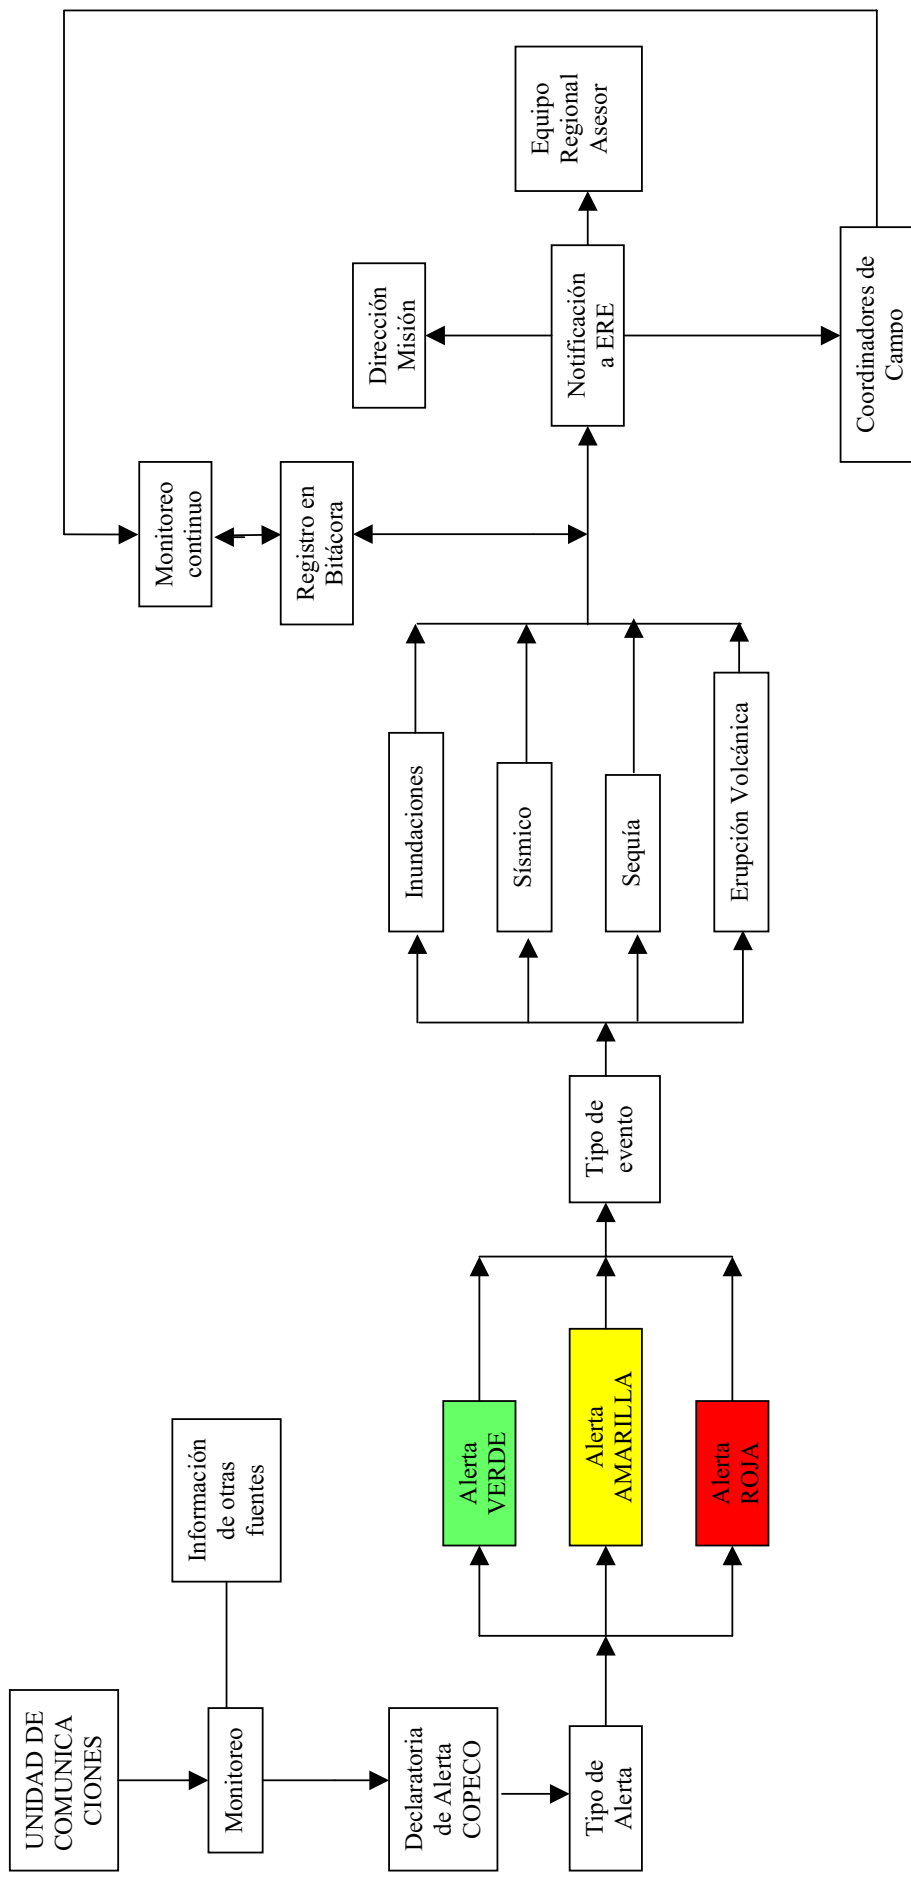 UNIDAD DE
COMUNICA
CIONES
Monitoreo
Información
de otras
fuentes
Declaratoria
de Alerta
COPECO
Tipo de
Alerta
Alerta
VERDE
Alerta
AMARILLA
Alerta
ROJA
Tipo de
evento
Inundaciones
Sísmico
Sequía
Erupción Volcánica
Monitoreo
continuo
Registro en
Bitácora
Dirección
Misión
Notificación
a ERE
Equipo
Regional
Asesor
Coordinadores de
Campo